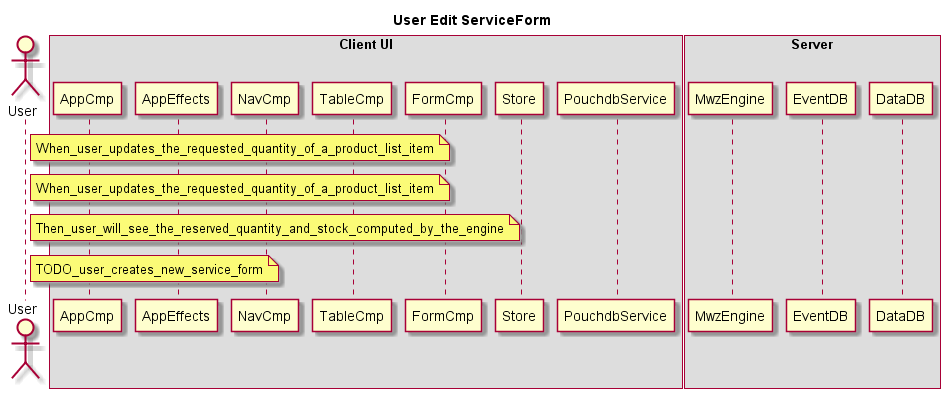 User Edit ServiceForm
Client UI
Server
User
AppCmp
AppEffects
NavCmp
TableCmp
FormCmp
Store
PouchdbService
MwzEngine
EventDB
DataDB
When_user_updates_the_requested_quantity_of_a_product_list_item
When_user_updates_the_requested_quantity_of_a_product_list_item
Then_user_will_see_the_reserved_quantity_and_stock_computed_by_the_engine
TODO_user_creates_new_service_form
User
AppCmp
AppEffects
NavCmp
TableCmp
FormCmp
Store
PouchdbService
MwzEngine
EventDB
DataDB